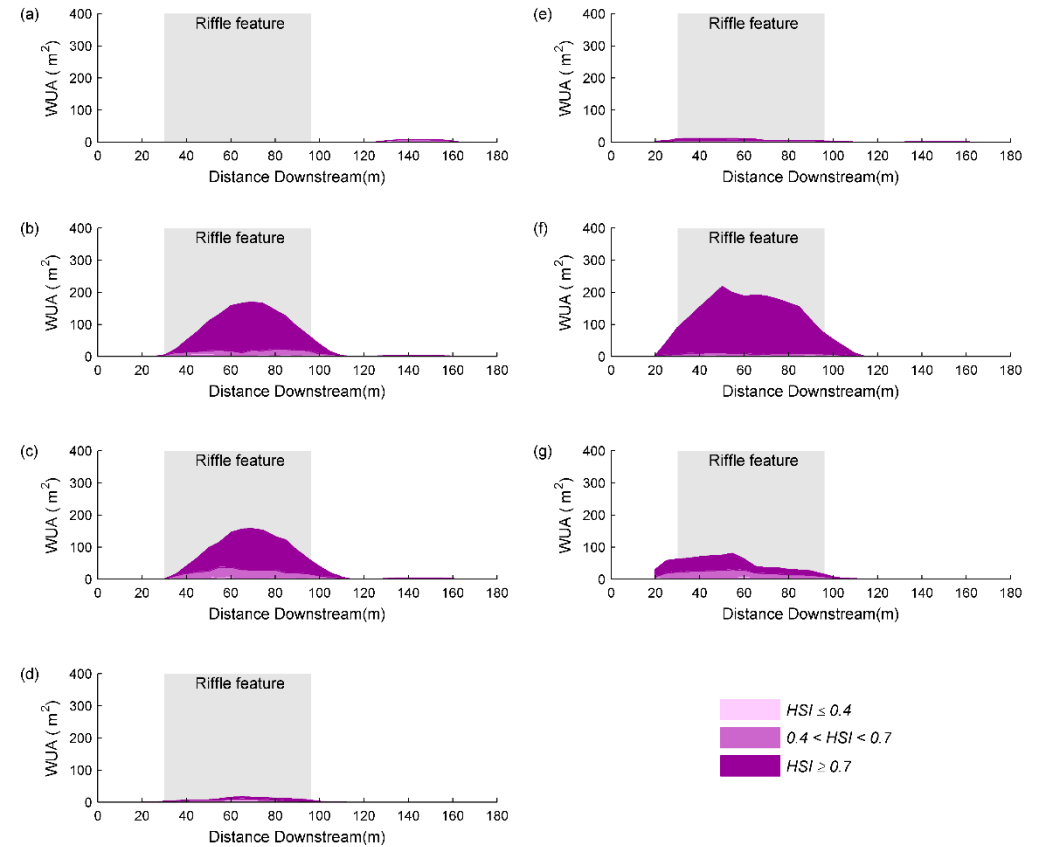 (a)
Riffle feature
WUA ( m²)
400
300
200
100
0
0 20 40 60 80 100 120 140 160 180
Distance Downstream(m)
(e)
Riffle feature
WUA ( m²)
400
300
200
100
0
0 20 40 60 80 100 120 140 160 180
Distance Downstream(m)
(b)
Riffle feature
WUA ( m²)
400
300
200
100
0
0 20 40 60 80 100 120 140 160 180
Distance Downstream(m)
(f)
Riffle feature
WUA ( m²)
400
300
200
100
0
0 20 40 60 80 100 120 140 160 180
Distance Downstream(m)
(c)
Riffle feature
WUA ( m²)
400
300
200
100
0
0 20 40 60 80 100 120 140 160 180
Distance Downstream(m)
(g)
Riffle feature
WUA ( m²)
400
300
200
100
0
0 20 40 60 80 100 120 140 160 180
Distance Downstream(m)
(d)
Riffle feature
WUA ( m²)
400
300
200
100
0
0 20 40 60 80 100 120 140 160 180
Distance Downstream(m)
HSI ≤ 0.4
0.4 < HSI < 0.7
HSI ≥ 0.7